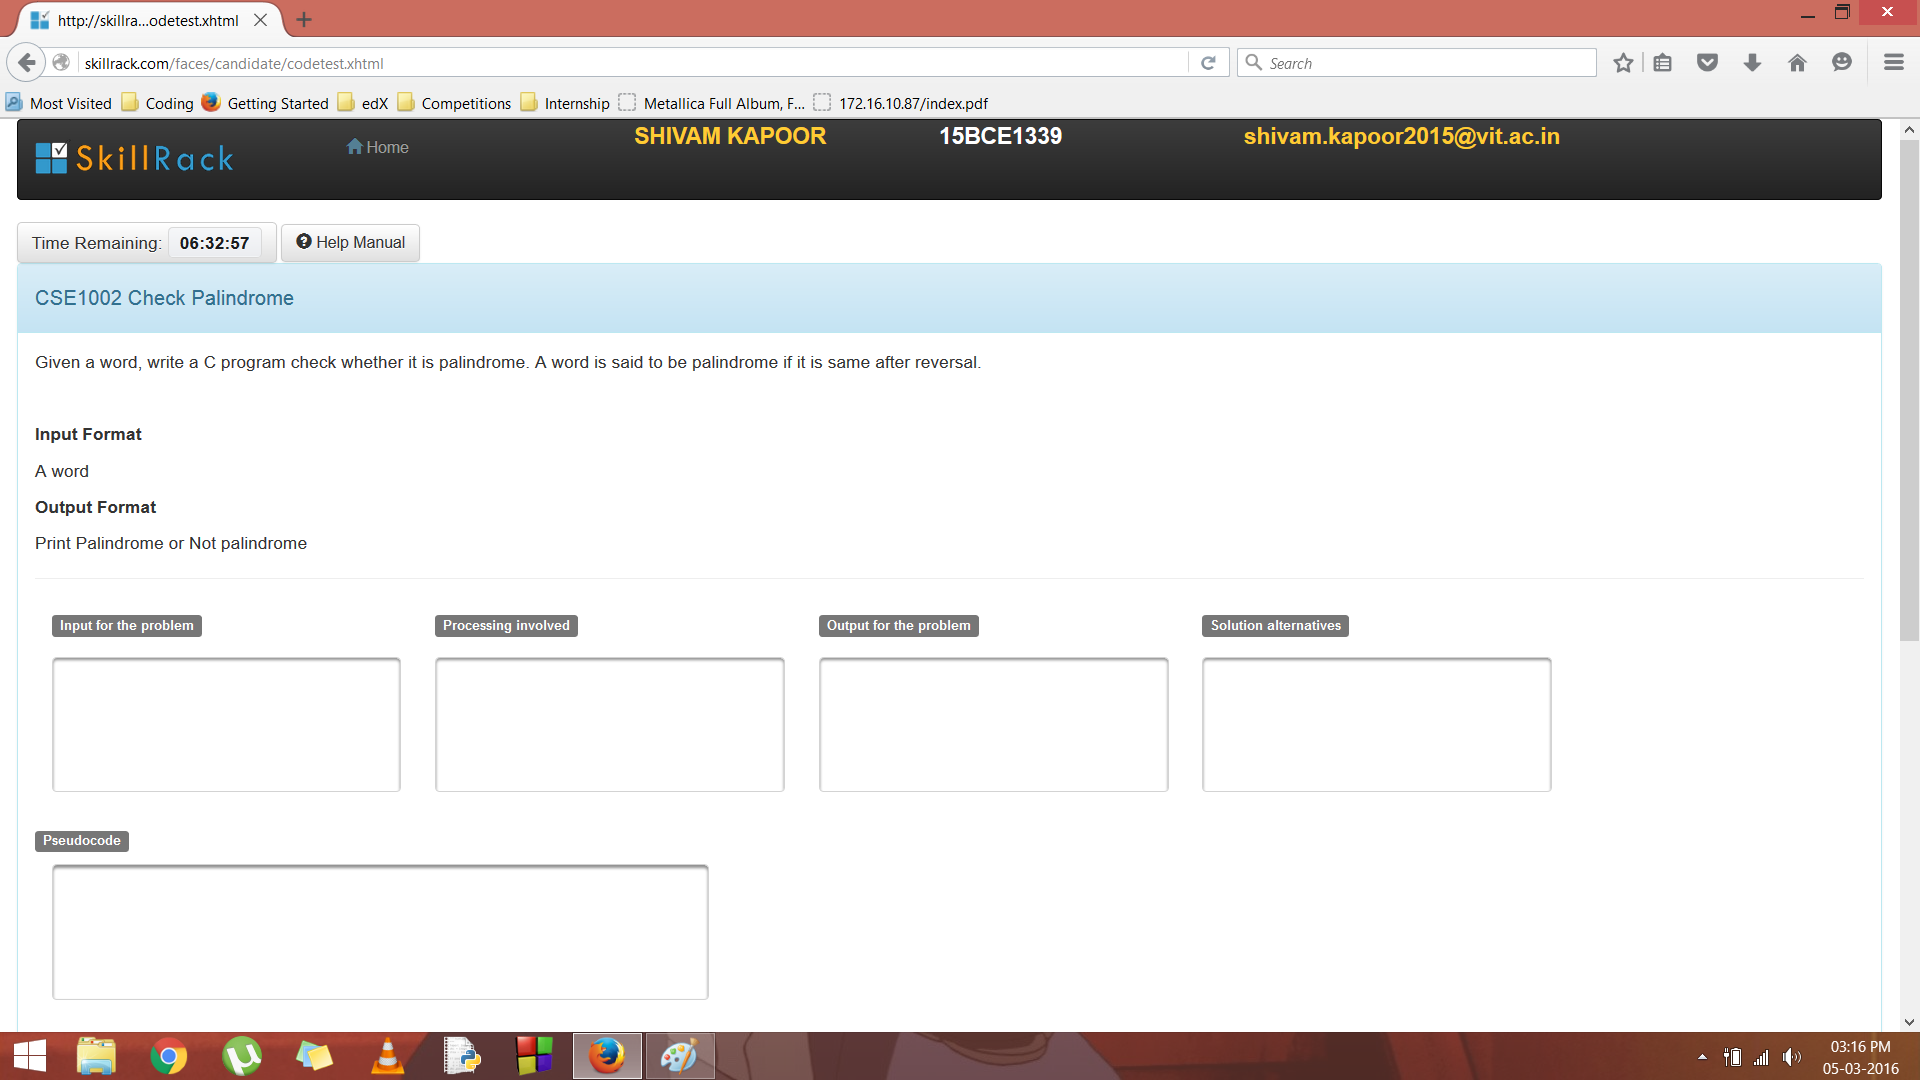 http://skillra...odetest.xhtml
skillrack.com/faces/candidate/codetest.xhtml
Search
Most Visited Coding Getting Started edX Competitions Internship Metallica Full Album, F... 172.16.10.87/index.pdf
SkillRack Home SHIVAM KAPOOR 15BCE1339 shivam.kapoor2015@vit.ac.in
Time Remaining: 06:32:57 Help Manual
CSE1002 Check Palindrome
Given a word, write a C program check whether it is palindrome. A word is said to be palindrome if it is same after reversal.
Input Format
A word
Output Format
Print Palindrome or Not palindrome
Input for the problem Processing involved Output for the problem Solution alternatives
Pseudocode
03:16 PM
05-03-2016